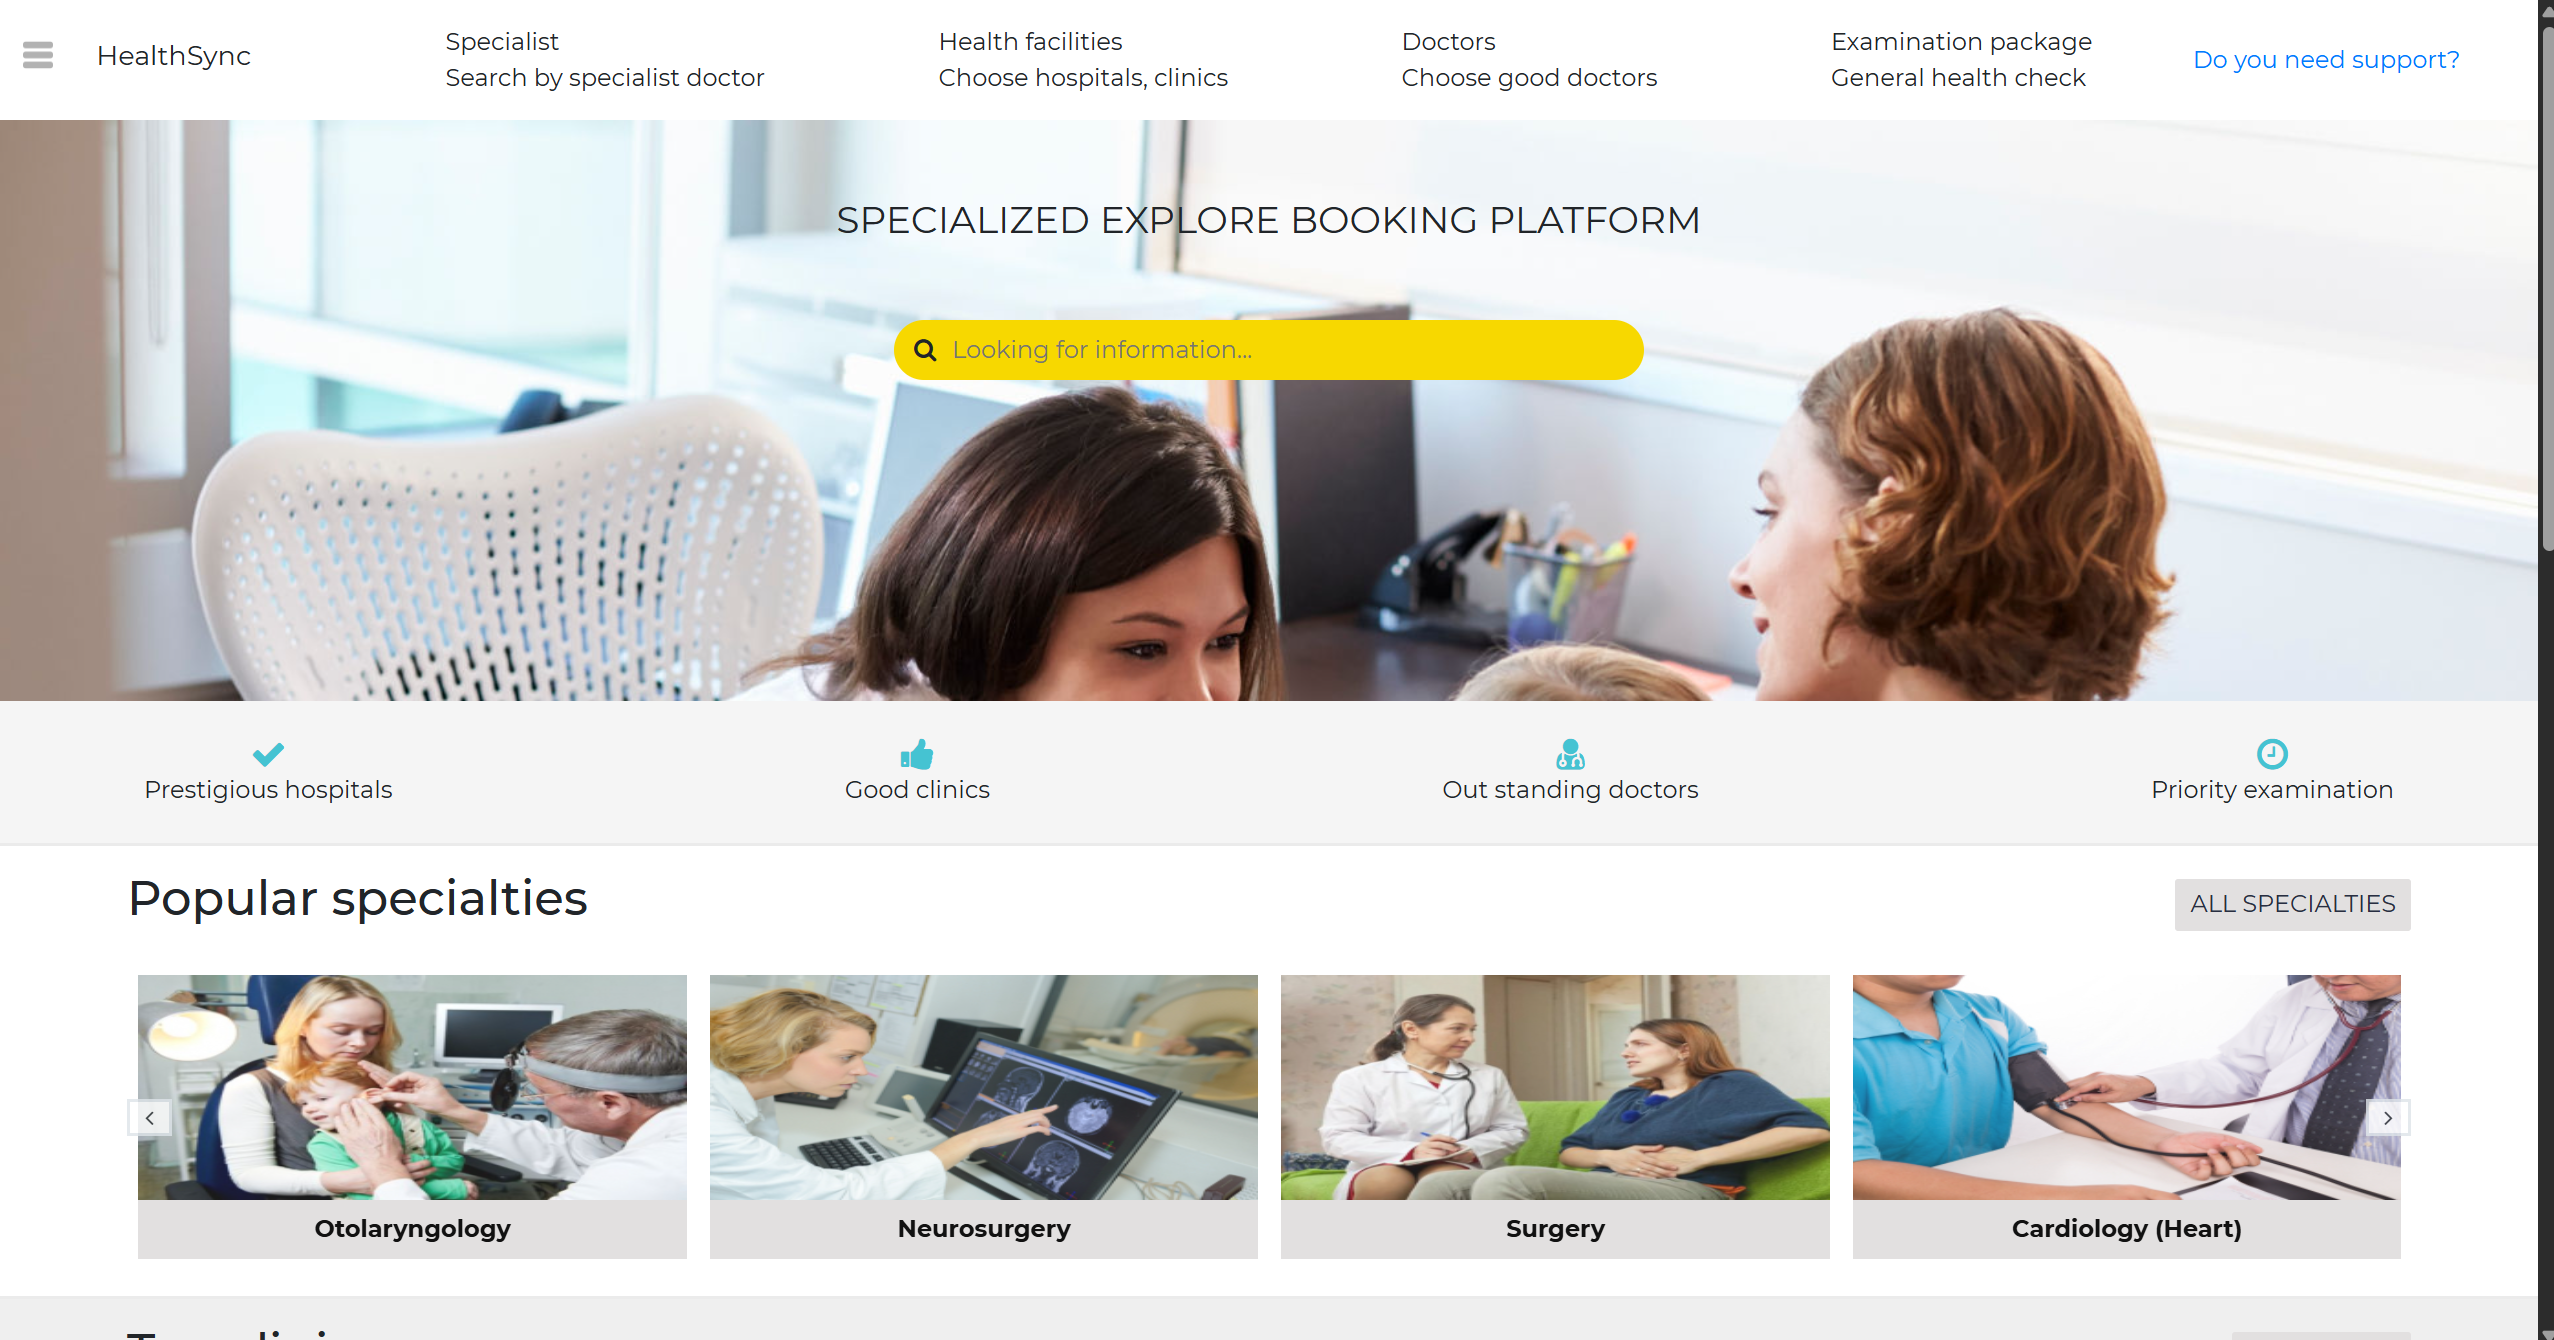 HealthSync
Specialist
Search by specialist doctor
Health facilities
Choose hospitals, clinics
Doctors
Choose good doctors
Examination package
General health check
Do you need support?
SPECIALIZED EXPLORE BOOKING PLATFORM
Looking for information...
Prestigious hospitals
Good clinics
Out standing doctors
Priority examination
Popular specialties
ALL SPECIALTIES
Otolaryngology
Neurosurgery
Surgery
Cardiology (Heart)